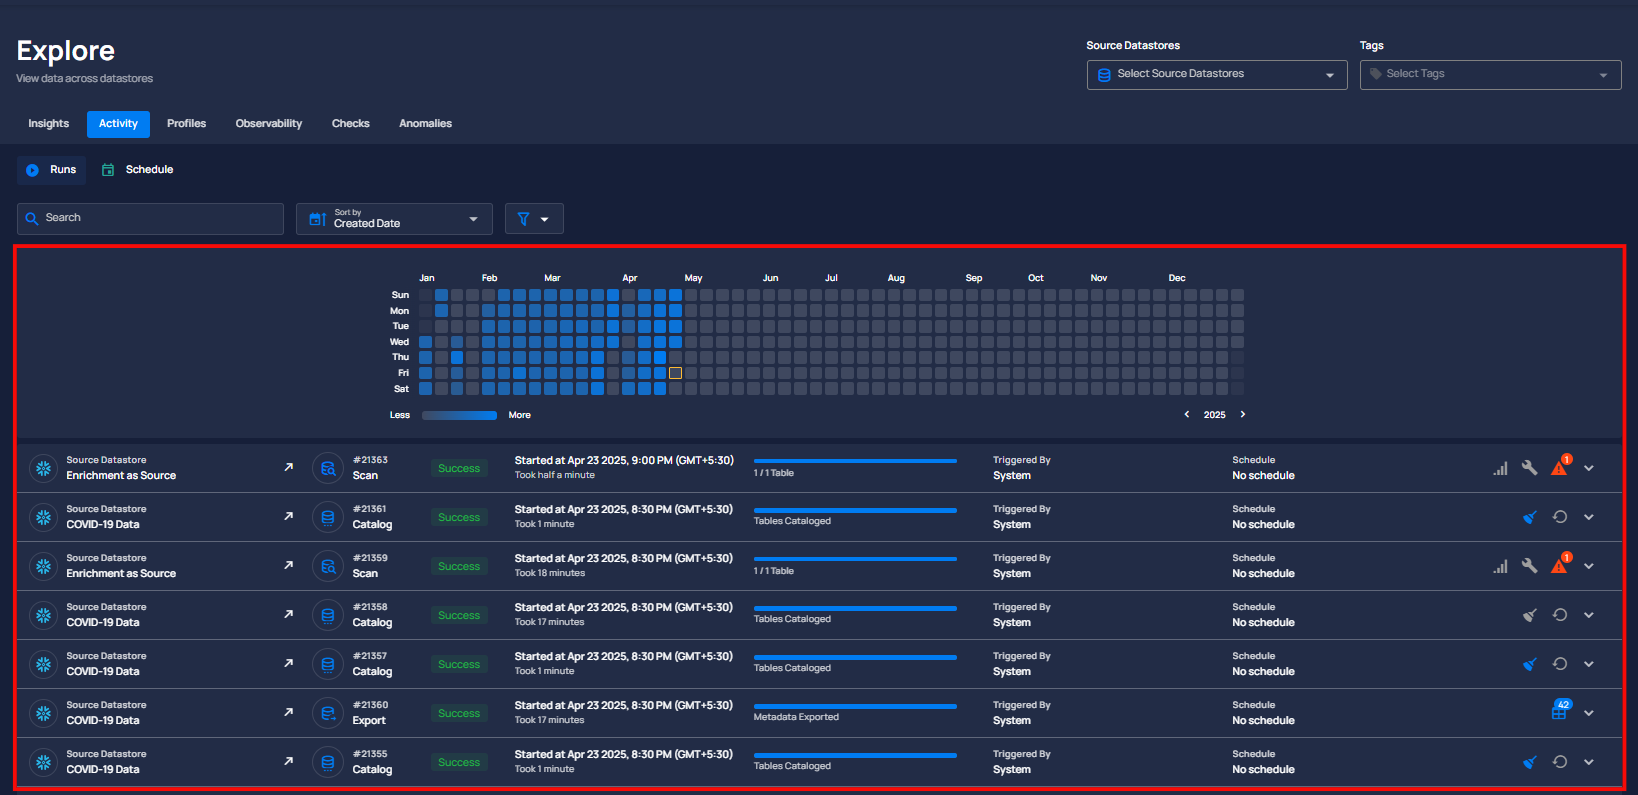 Explore
View data across datastores
Source Datastores
Select Source Datastores
Tags
Select Tags
Insights
Activity
Profiles
Observability
Checks
Anomalies
Runs
Schedule
Search
Sort by
Created Date
Jan Feb Mar Apr May Jun Jul Aug Sep Oct Nov Dec
Sun
Mon
Tue
Wed
Thu
Fri
Sat
Less
More
2025
Source Datastore
Enrichment as Source
#21363
Scan
Success
Started at Apr 23 2025, 9:00 PM (GMT+5:30)
Took half a minute
1 / 1 Table
Triggered By
System
Schedule
No schedule
1
Source Datastore
COVID-19 Data
#21361
Catalog
Success
Started at Apr 23 2025, 8:30 PM (GMT+5:30)
Took 1 minute
Tables Cataloged
Triggered By
System
Schedule
No schedule
Source Datastore
Enrichment as Source
#21359
Scan
Success
Started at Apr 23 2025, 8:30 PM (GMT+5:30)
Took 18 minutes
1 / 1 Table
Triggered By
System
Schedule
No schedule
1
Source Datastore
COVID-19 Data
#21358
Catalog
Success
Started at Apr 23 2025, 8:30 PM (GMT+5:30)
Took 17 minutes
Tables Cataloged
Triggered By
System
Schedule
No schedule
Source Datastore
COVID-19 Data
#21357
Catalog
Success
Started at Apr 23 2025, 8:30 PM (GMT+5:30)
Took 1 minute
Tables Cataloged
Triggered By
System
Schedule
No schedule
Source Datastore
COVID-19 Data
#21360
Export
Success
Started at Apr 23 2025, 8:30 PM (GMT+5:30)
Took 17 minutes
Metadata Exported
Triggered By
System
Schedule
No schedule
42
Source Datastore
COVID-19 Data
#21355
Catalog
Success
Started at Apr 23 2025, 8:30 PM (GMT+5:30)
Took 1 minute
Tables Cataloged
Triggered By
System
Schedule
No schedule